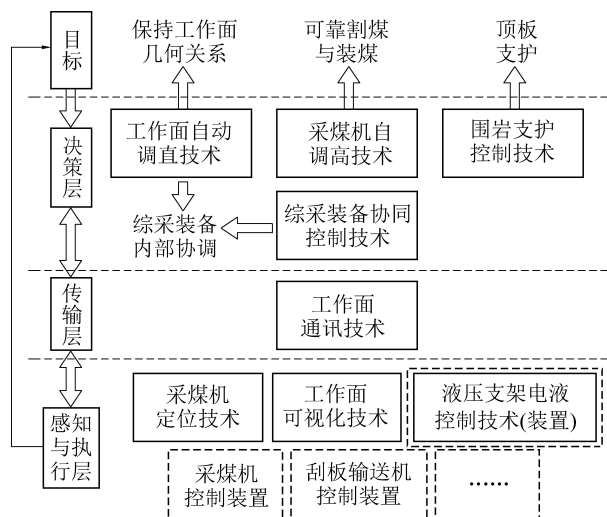 目
标
保持工作面
几何关系
可靠割煤
与装煤
顶板
支护
决
策
层
工作面自动
调直技术
采煤机自
调高技术
围岩支护
控制技术
综采装备
内部协调
综采装备协同
控制技术
传
输
层
工作面
通讯技术
感知
与执
行层
采煤机
定位技术
工作面
可视化技术
液压支架电液
控制技术(装置)
采煤机
控制装置
刮板输送机
控制装置
······